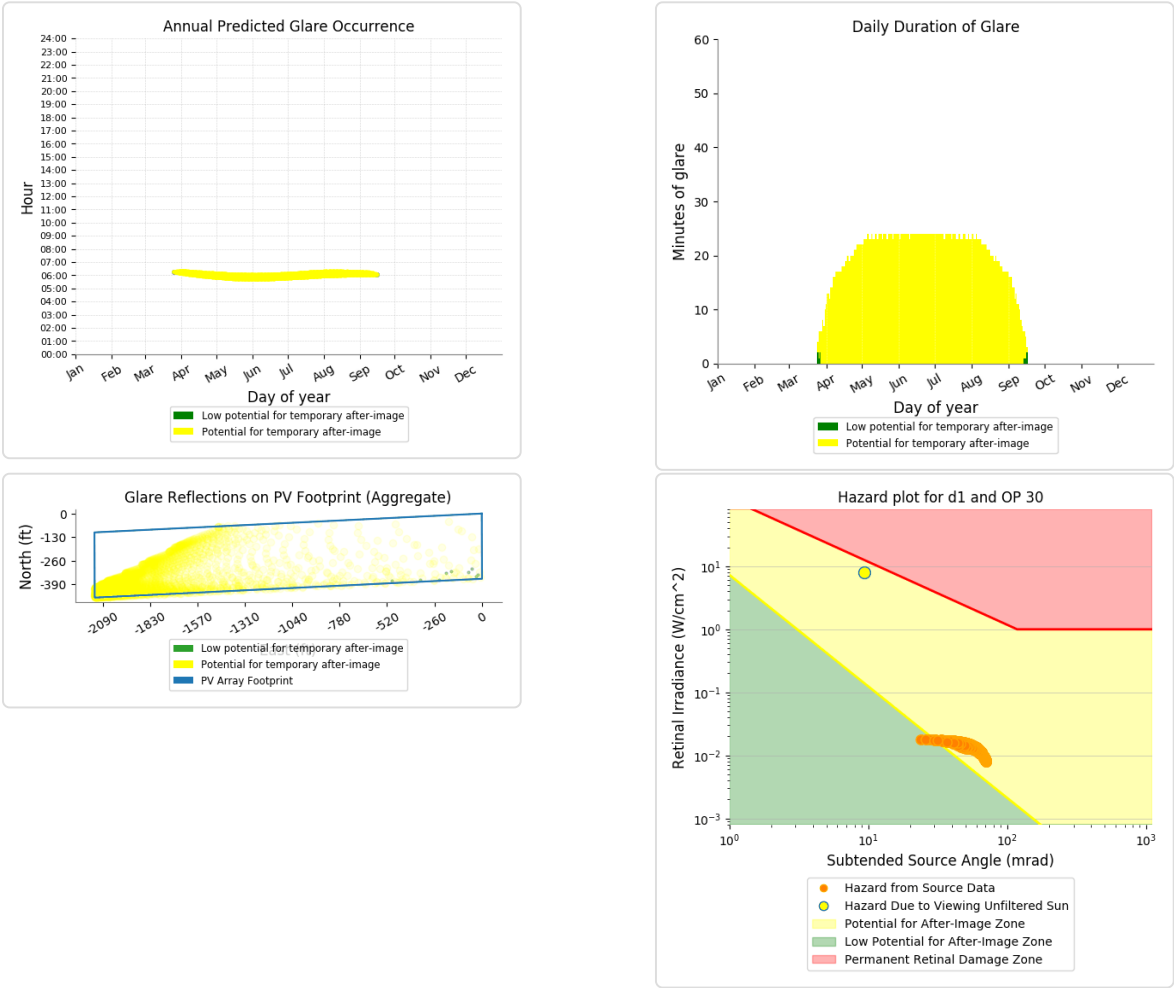 Annual Predicted Glare Occurrence
24:00
23:00
22:00
21:00
20:00
19:00
18:00
17:00
16:00
15:00
14:00
13:00
12:00
11:00
10:00
09:00
08:00
07:00
06:00
05:00
04:00
03:00
02:00
01:00
00:00
Hour
Jan Feb Mar Apr May Jun Jul Aug Sep Oct Nov Dec
Day of year
Low potential for temporary after-image
Potential for temporary after-image
Daily Duration of Glare
60
50
40
30
20
10
0
Minutes of glare
Jan Feb Mar Apr May Jun Jul Aug Sep Oct Nov Dec
Day of year
Low potential for temporary after-image
Potential for temporary after-image
Glare Reflections on PV Footprint (Aggregate)
0
-130
-260
-390
North (ft)
-2090 -1830 -1570 -1310 -1040 -780 -520 -260 0
Low potential for temporary after-image
Potential for temporary after-image
PV Array Footprint
Hazard plot for d1 and OP 30
10^1
10^0
10^-1
10^-2
10^-3
Retinal Irradiance (W/cm^2)
10^0 10^1 10^2 10^3
Subtended Source Angle (mrad)
Hazard from Source Data
Hazard Due to Viewing Unfiltered Sun
Potential for After-Image Zone
Low Potential for After-Image Zone
Permanent Retinal Damage Zone